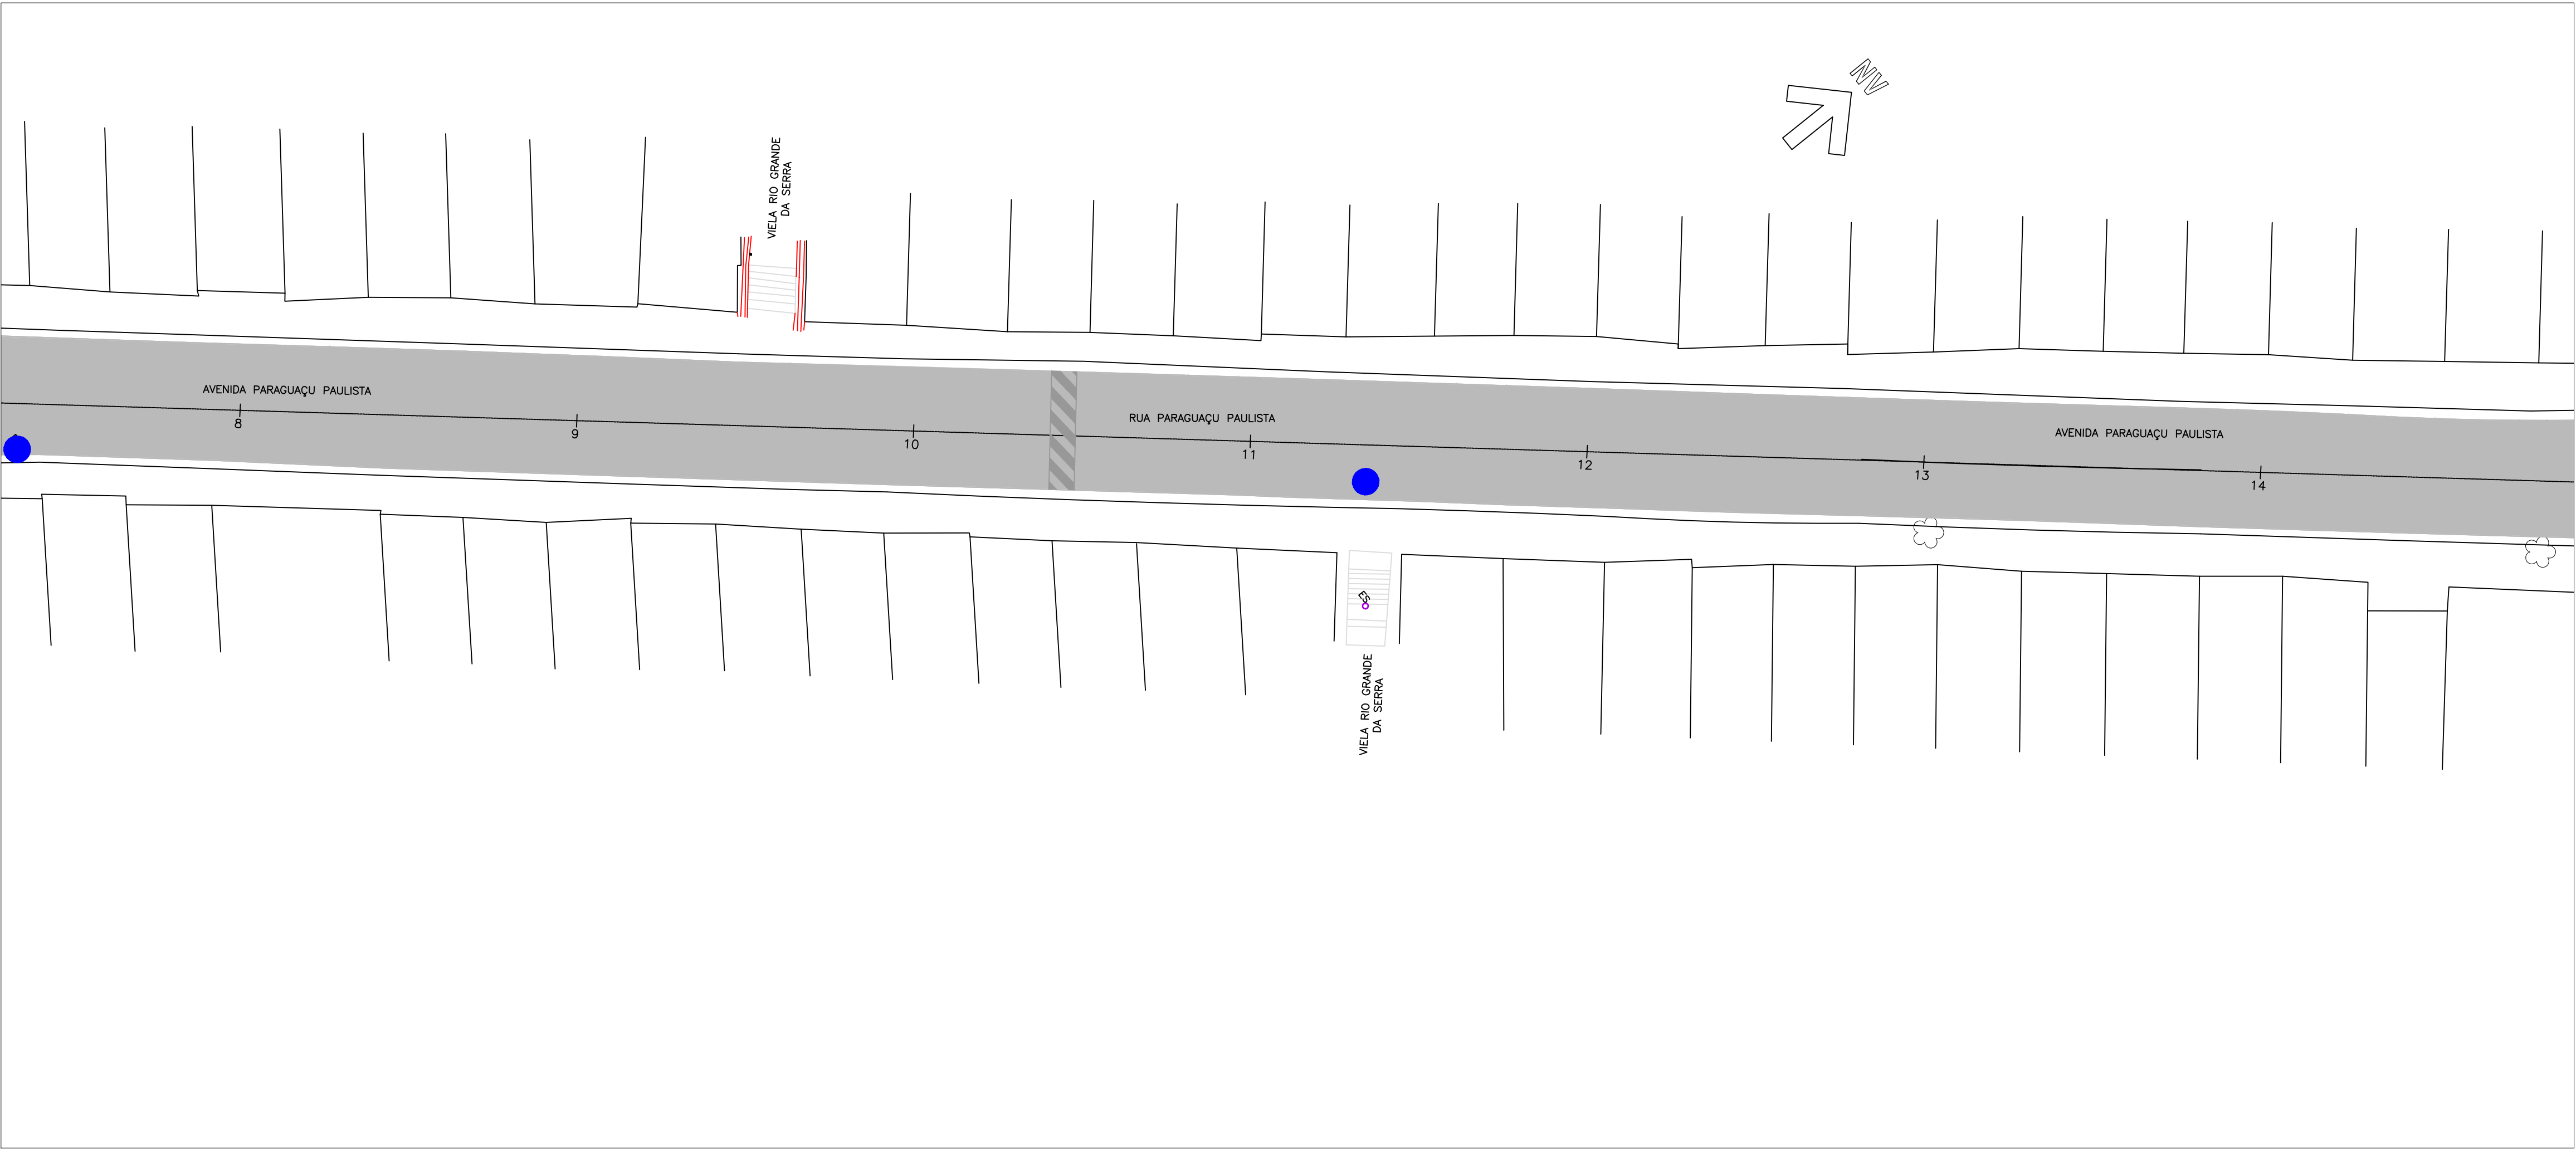 NV
VIELA RIO GRANDE
DA SERRA
AVENIDA PARAGUAÇU PAULISTA
RUA PARAGUAÇU PAULISTA
AVENIDA PARAGUAÇU PAULISTA
8
9
10
11
12
13
14
ES
VIELA RIO GRANDE
DA SERRA